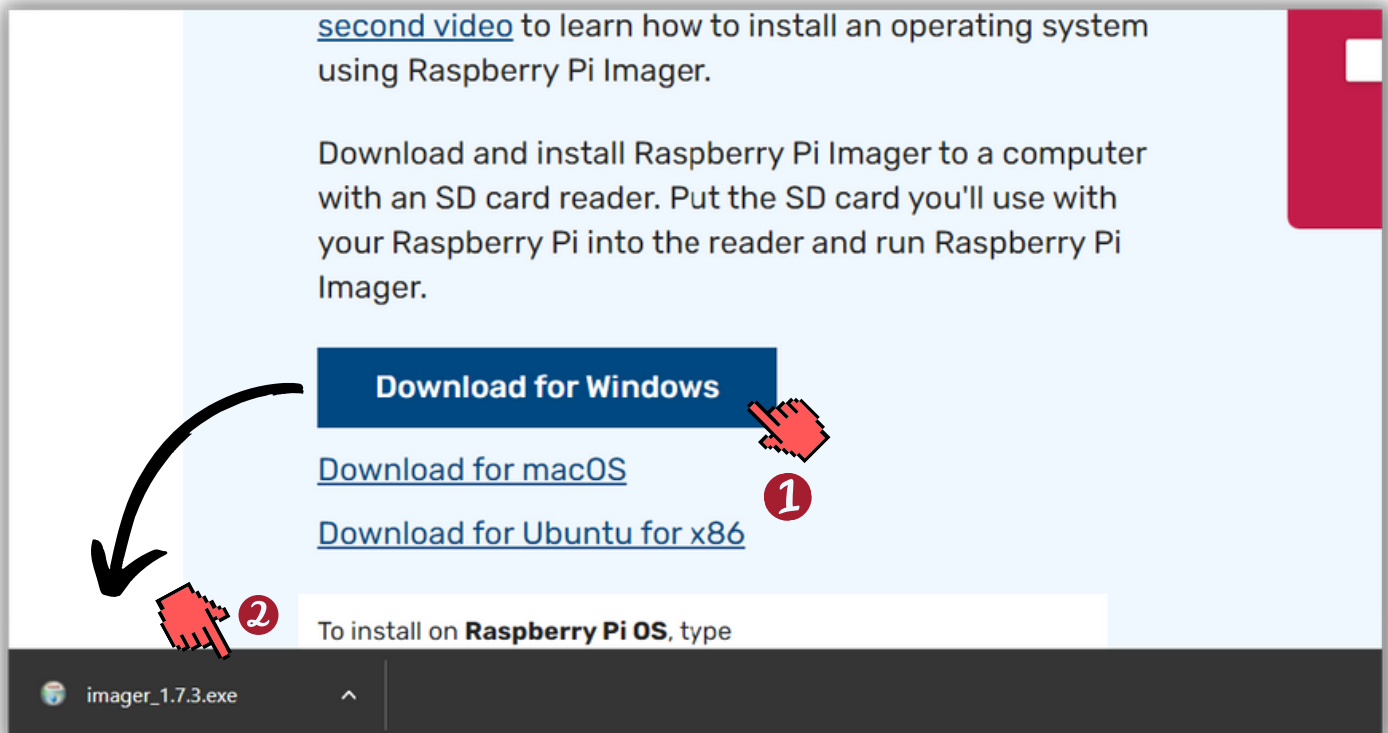 second video to learn how to install an operating system
using Raspberry Pi Imager.
Download and install Raspberry Pi Imager to a computer
with an SD card reader. Put the SD card you'll use with
your Raspberry Pi into the reader and run Raspberry Pi
Imager.
Download for Windows
1
Download for macOS
Download for Ubuntu for x86
2
To install on Raspberry Pi OS, type
imager_1.7.3.exe